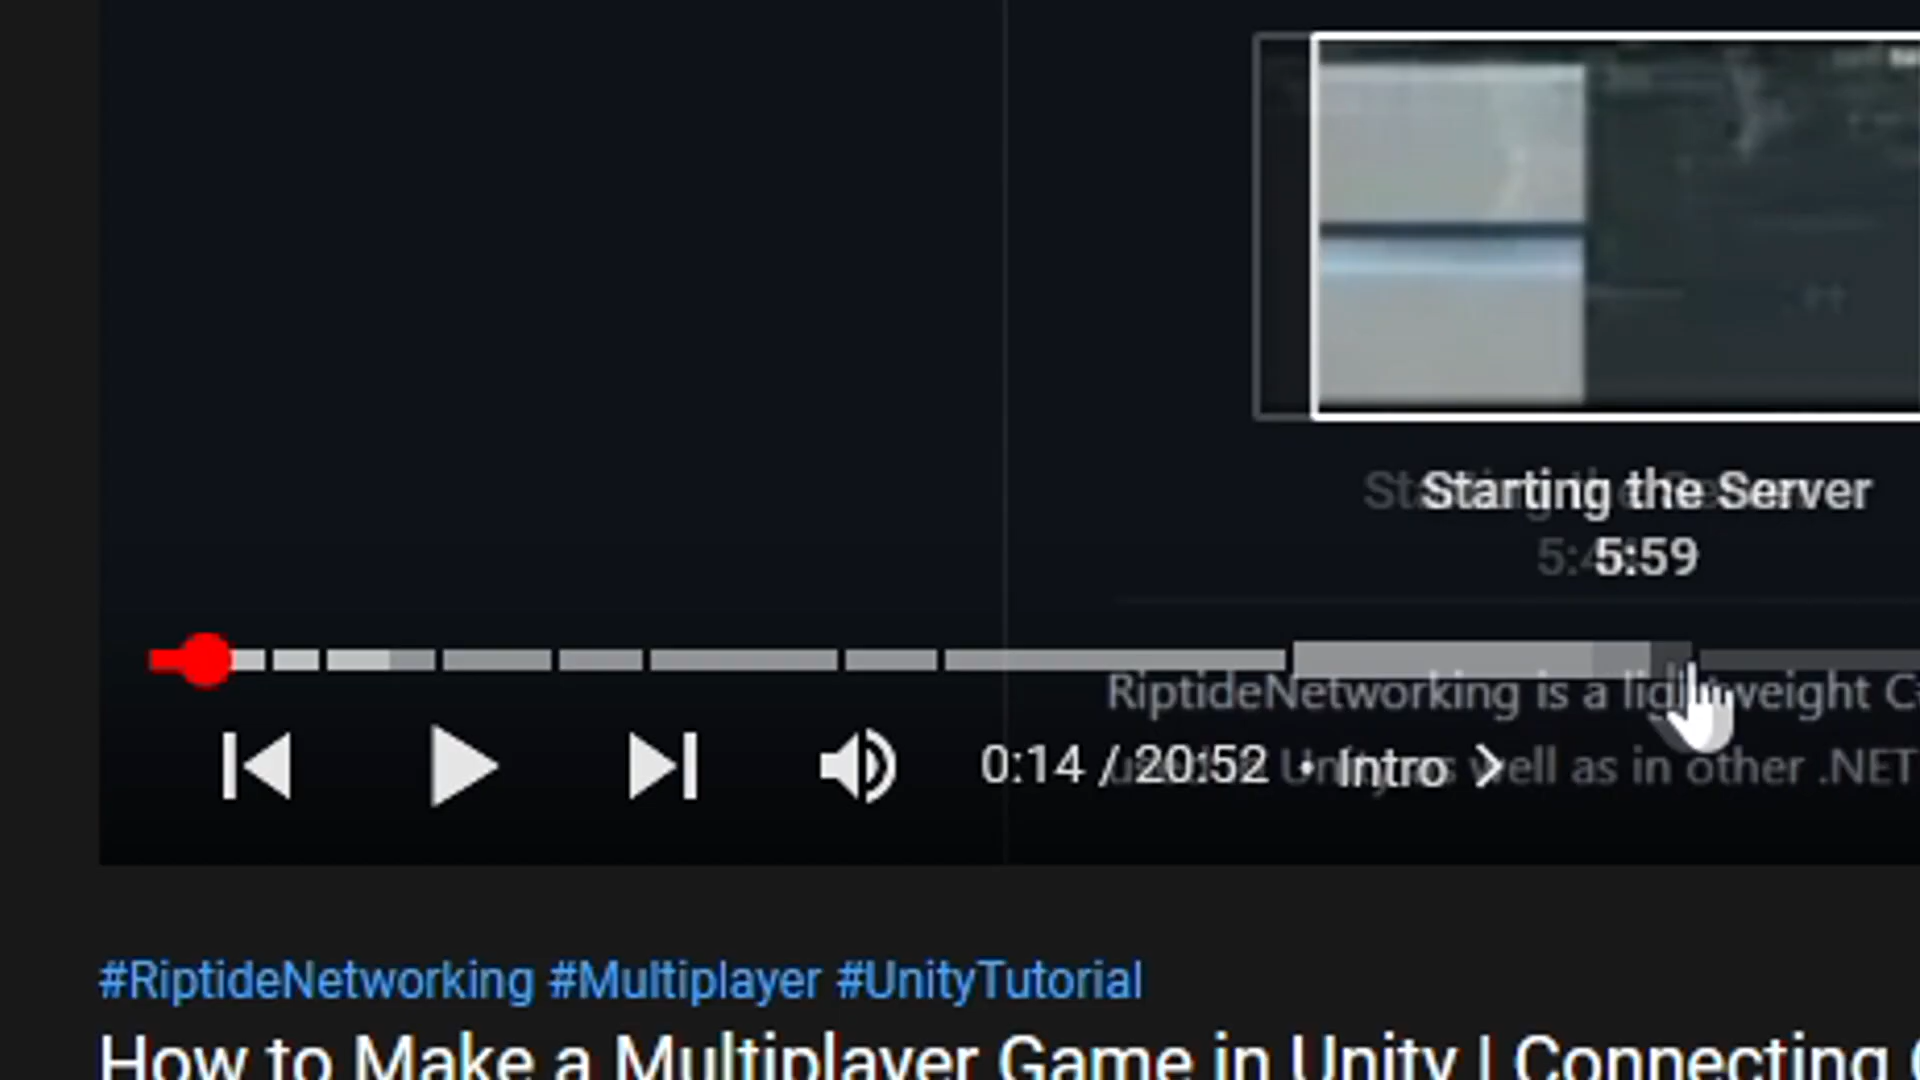 Starting the Server
5:59
RiptideNetworking is a
0:14 / 20:52 • Intro
well as in other .NET
#RiptideNetworking #Multiplayer #UnityTutorial
How to Make a Multiplayer Game in Unity | Connecting